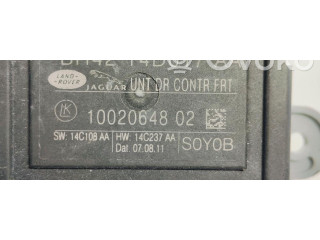 LAND-
ROVER
JAGUAR UNT DR CONTR FRT
10020648 02
SW: 14C108 AA HW: 14C237 AA
Dat. 07.08.11
SOYOB